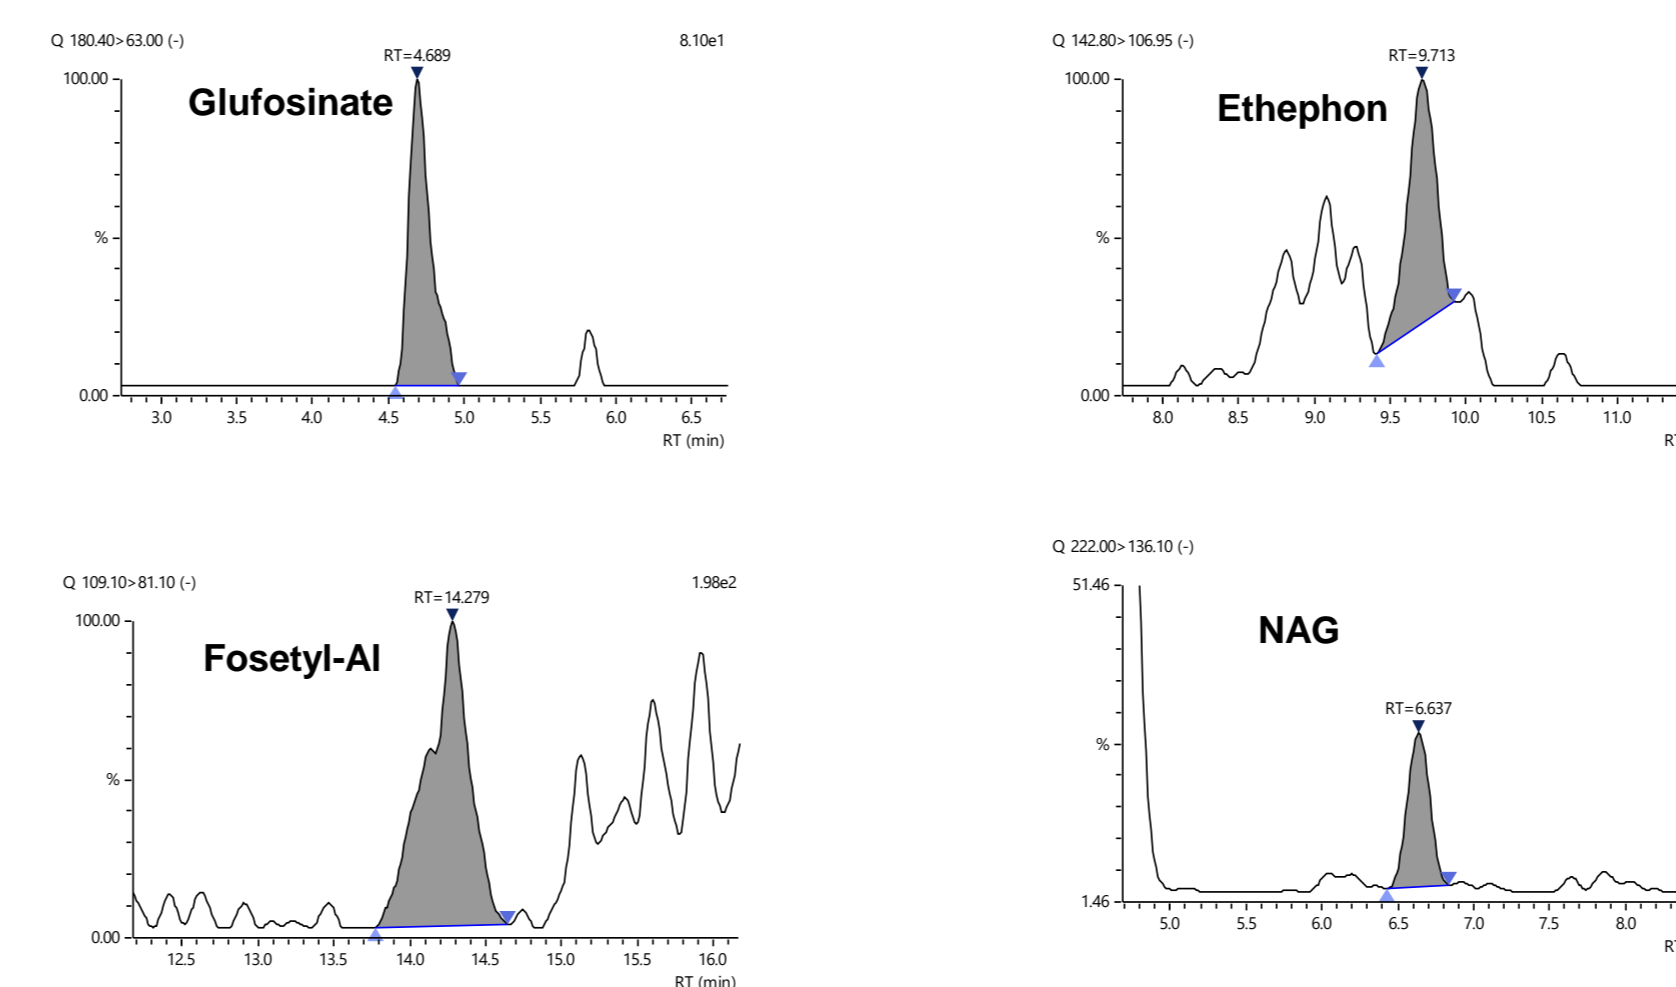 Q 180.40>63.00 (-)
8.10e1
RT=4.689
100.00
Glufosinate
%
0.00
3.0 3.5 4.0 4.5 5.0 5.5 6.0 6.5
RT (min)
Q 142.80>106.95 (-)
RT=9.713
100.00
Ethephon
%
0.00
8.0 8.5 9.0 9.5 10.0 10.5 11.0
RT
Q 109.10>81.10 (-)
1.98e2
RT=14.279
100.00
Fosetyl-Al
%
0.00
12.5 13.0 13.5 14.0 14.5 15.0 15.5 16.0
RT (min)
Q 222.00>136.10 (-)
51.46
NAG
RT=6.637
%
1.46
5.0 5.5 6.0 6.5 7.0 7.5 8.0
RT